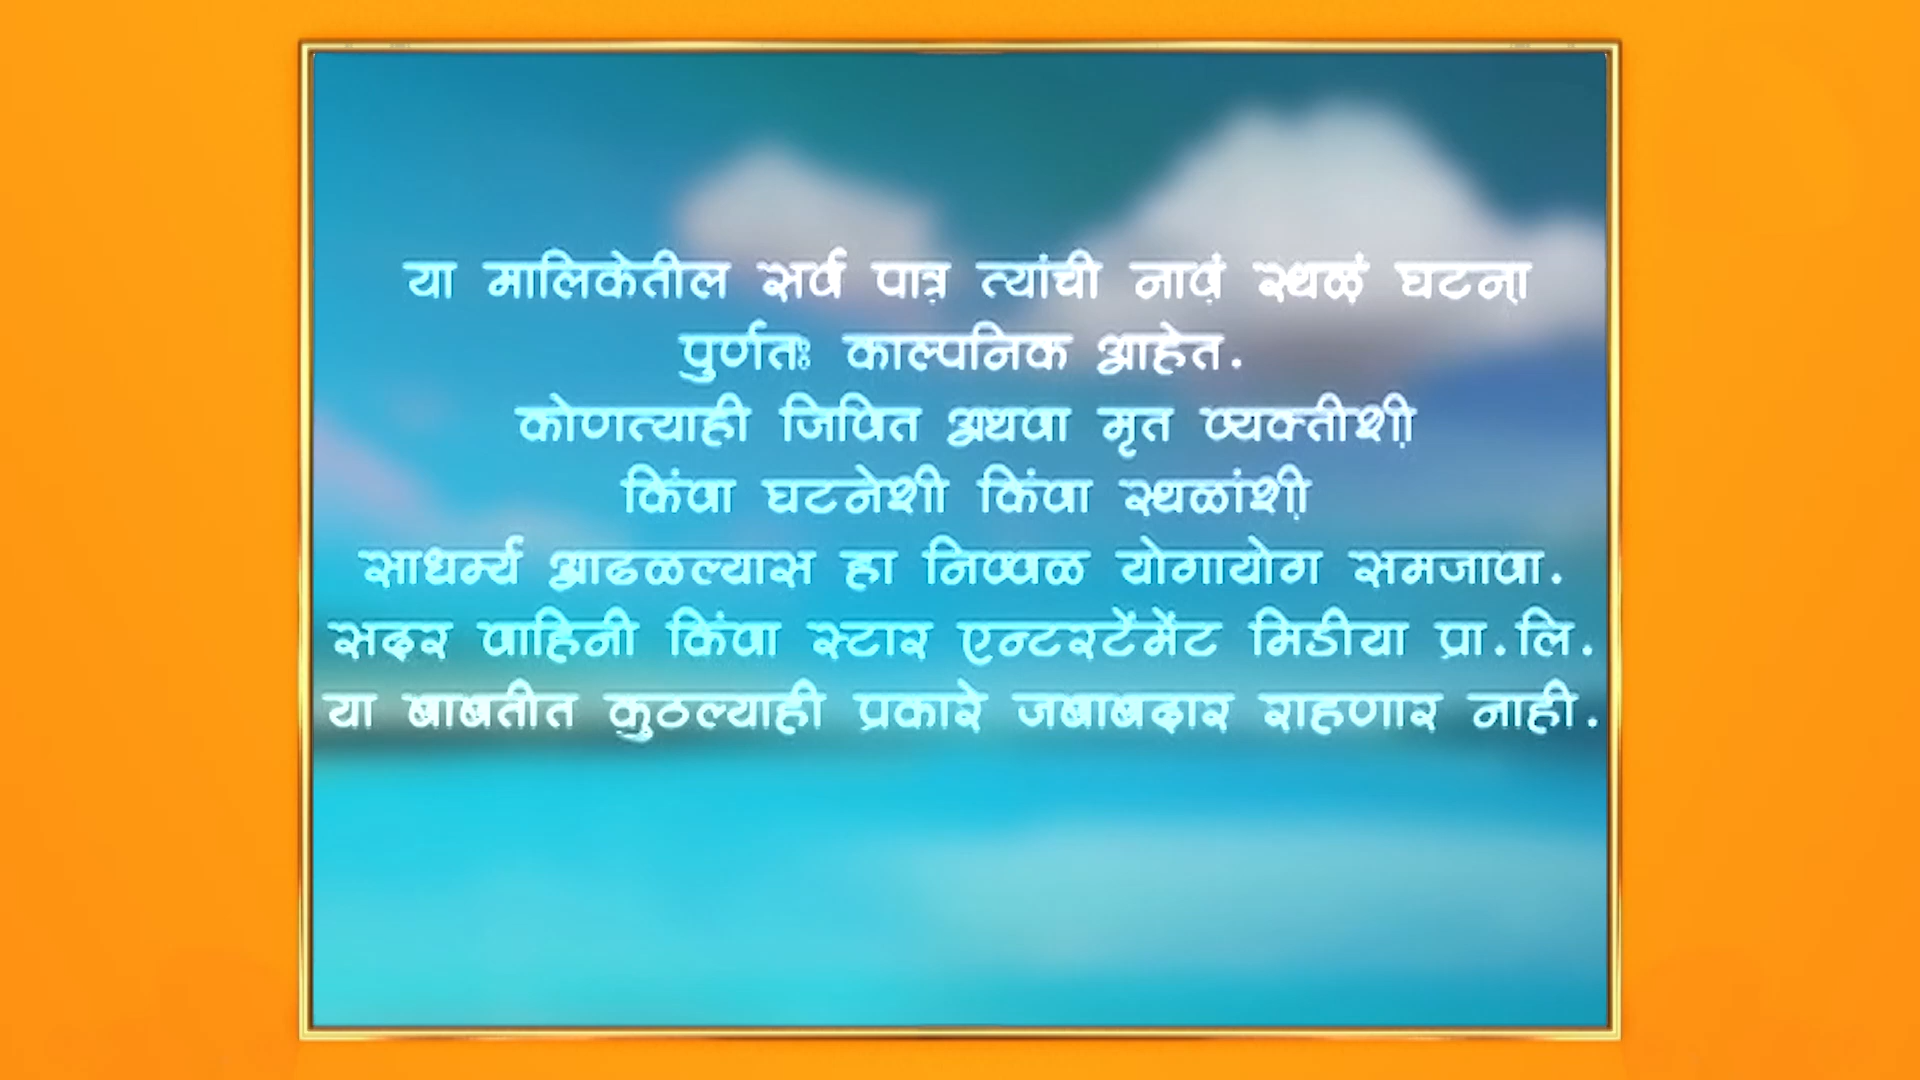 या मालिकेतील सर्व पात्र त्यांची नावं स्थळं घटना
पुर्णतः काल्पनिक आहेत.
कोणत्याही जिवित अथवा मृत व्यक्तीशी
किंवा घटनेशी किंवा स्थळांशी
साधर्म्य आढळल्यास हा निव्वळ योगायोग समजावा.
सदर वाहिनी किंवा स्टार एन्टरटेंमेंट मिडीया प्रा.लि.
या बाबतीत कुठल्याही प्रकारे जबाबदार राहणार नाही.